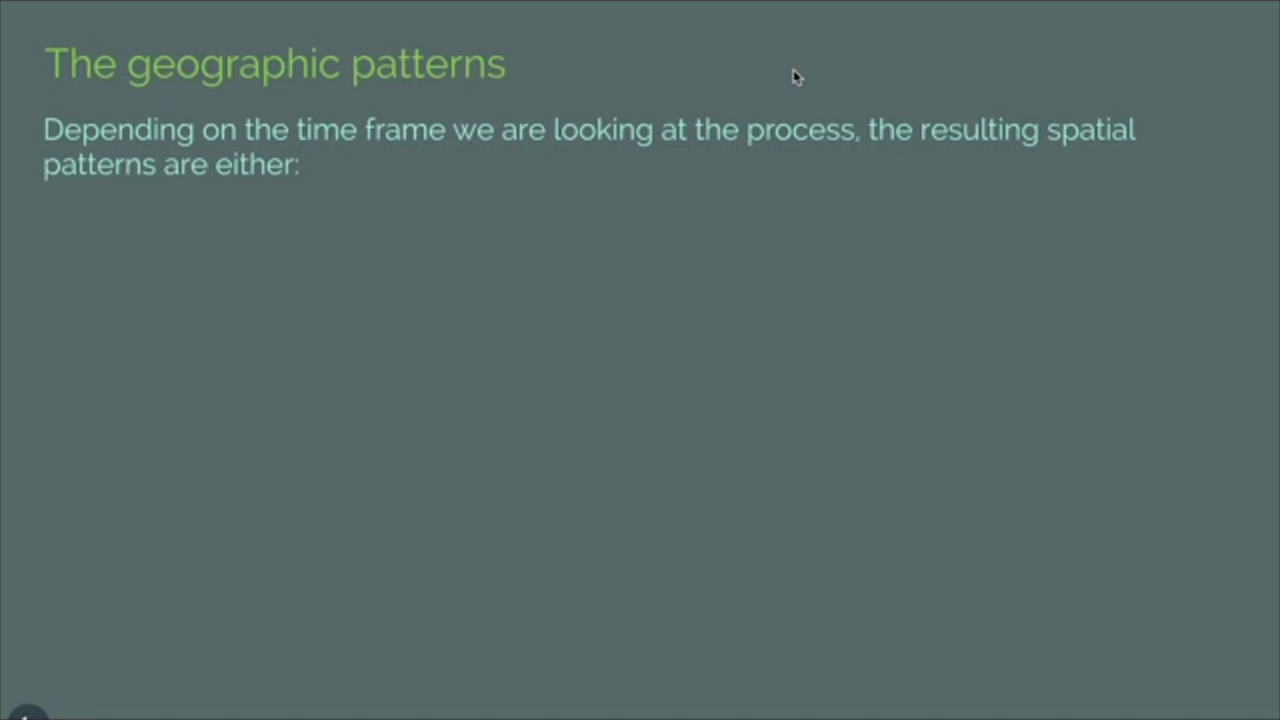 The geographic patterns
Depending on the time frame we are looking at the process, the resulting spatial
patterns are either: